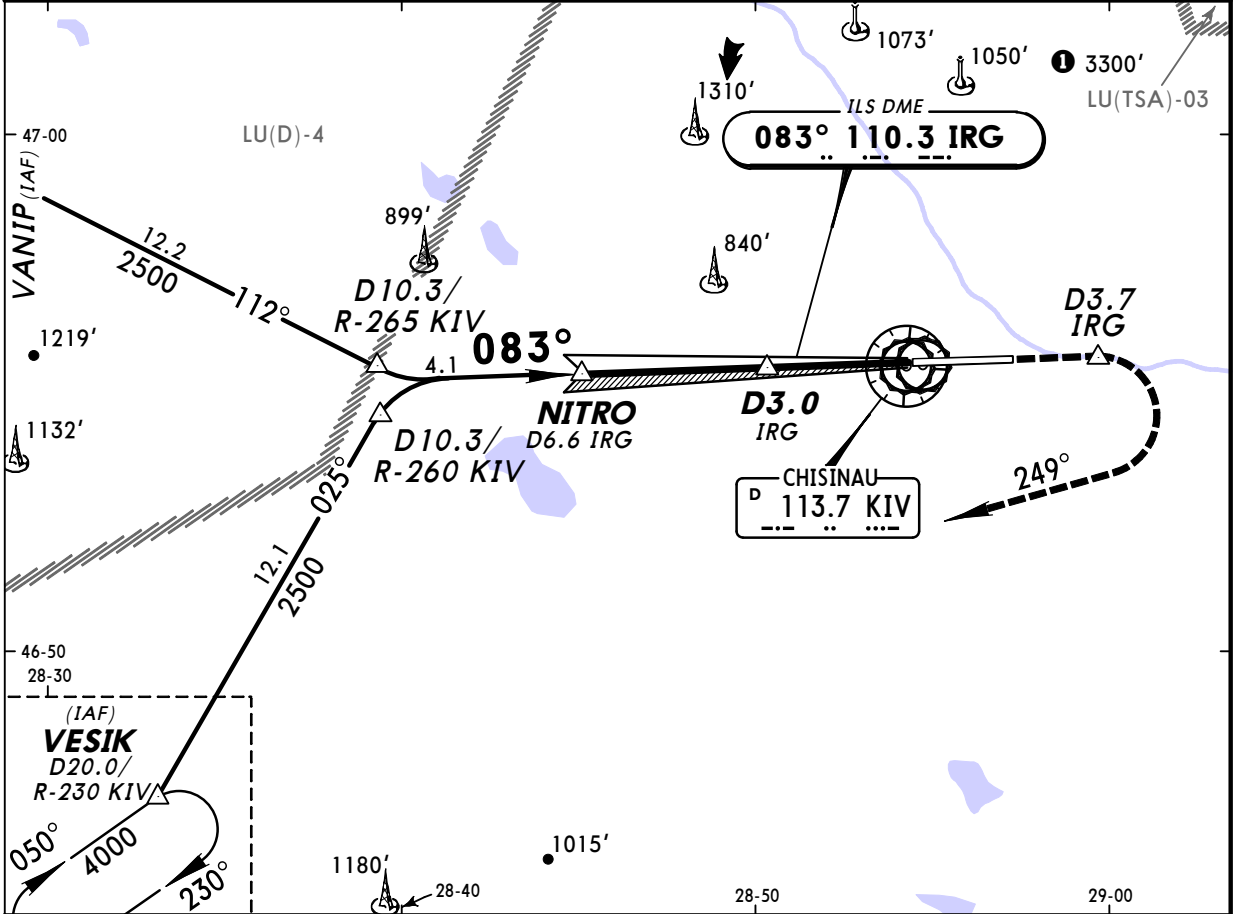 1073′
1050′
❶ 3300′
LU(TSA)-03
1310′
ILS DME
083° 110.3 IRG
.. .-. --.
47-00
LU(D)-4
VANIP (IAF)
12.2
2500
112°
899′
840′
D10.3/
R-265 KIV
4.1
083°
D3.7
IRG
1219′
NITRO
D6.6 IRG
D3.0
IRG
1132′
D10.3/
R-260 KIV
025°
12.1
2500
CHISINAU
D 113.7 KIV
-.- .. ...-
249°
46-50
28-30
(IAF)
VESIK
D20.0/
R-230 KIV
050°
4000
230°
1180′
28-40
1015′
28-50
29-00